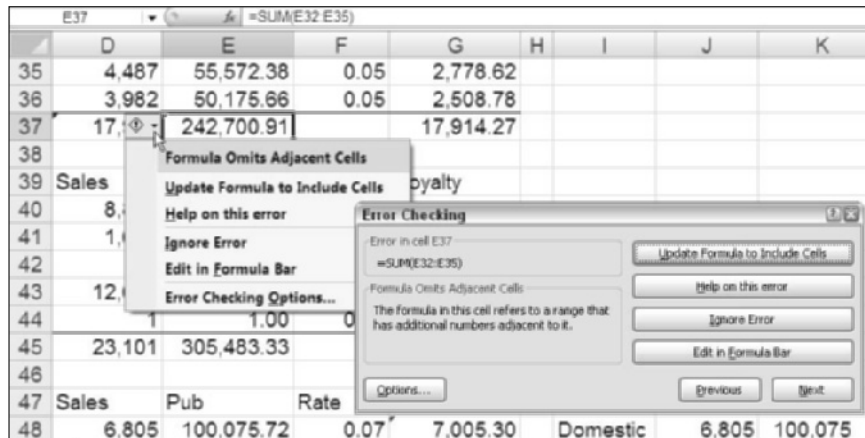 E37 fx =SUM(E32:E35)
D E F G H I J K
35 4,487 55,572.38 0.05 2,778.62
36 3,982 50,175.66 0.05 2,508.78
37 17, 242,700.91 17,914.27
38
Formula Omits Adjacent Cells
39 Sales oyalty
Update Formula to Include Cells
40 8,
Help on this error
41 1,
Ignore Error
42
Edit in Formula Bar
43 12,
Error Checking Options...
44 1 1.00 0
45 23,101 305,483.33
46
47 Sales Pub Rate
48 6,805 100,075.72 0.07 7,005.30 Domestic 6,805 100,075
Error Checking
Error in cell E37
=SUM(E32:E35)
Formula Omits Adjacent Cells
The formula in this cell refers to a range that
has additional numbers adjacent to it.
Update Formula to Include Cells
Help on this error
Ignore Error
Edit in Formula Bar
Options...
Previous
Next